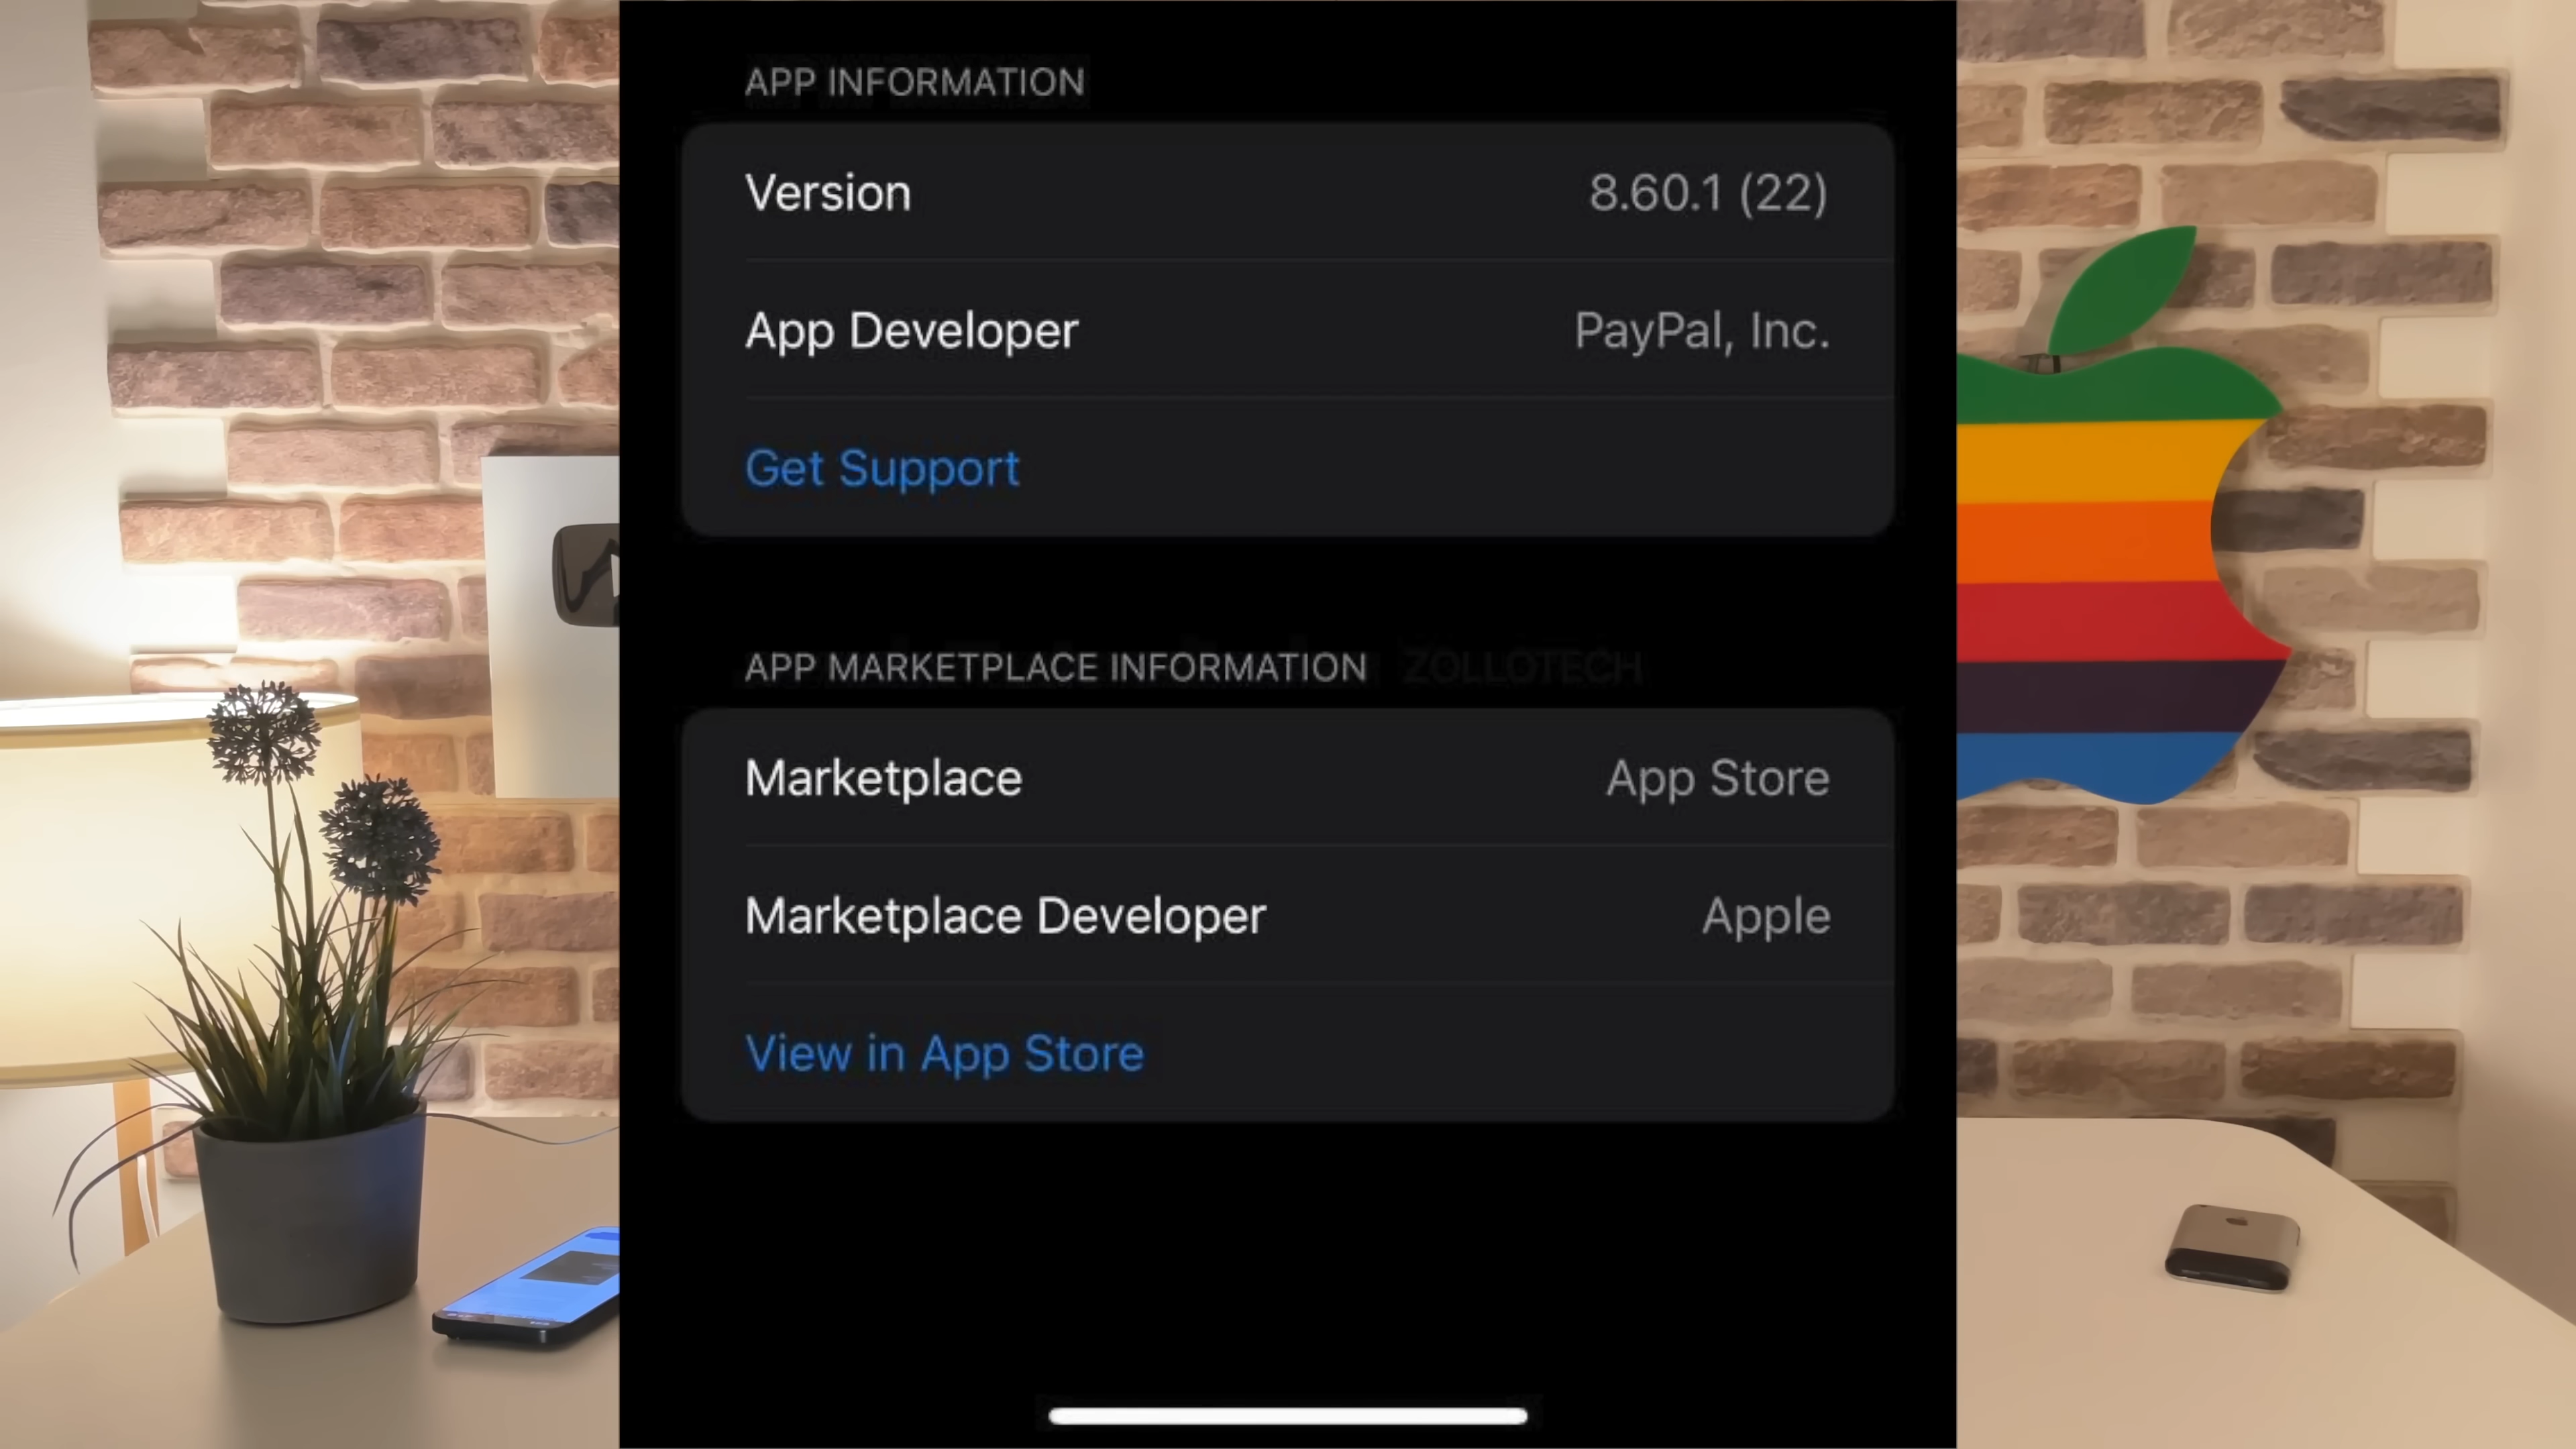 APP INFORMATION
Version 8.60.1 (22)
App Developer PayPal, Inc.
Get Support
APP MARKETPLACE INFORMATION ZOLLOTECH
Marketplace App Store
Marketplace Developer Apple
View in App Store